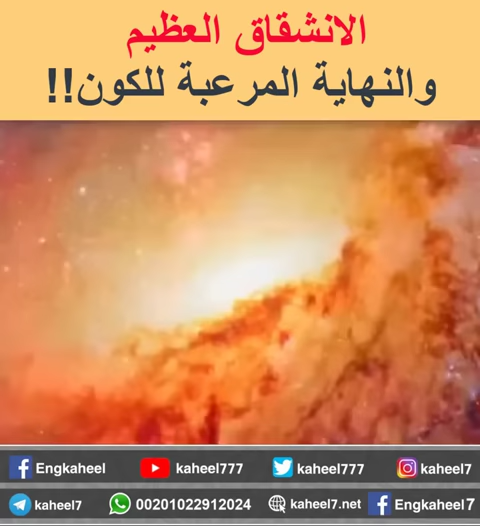 الانشقاق العظيم
والنهاية المرعبة للكون!!
Engkaheel kaheel777 kaheel777 kaheel7
kaheel7 00201022912024 kaheel7.net Engkaheel7